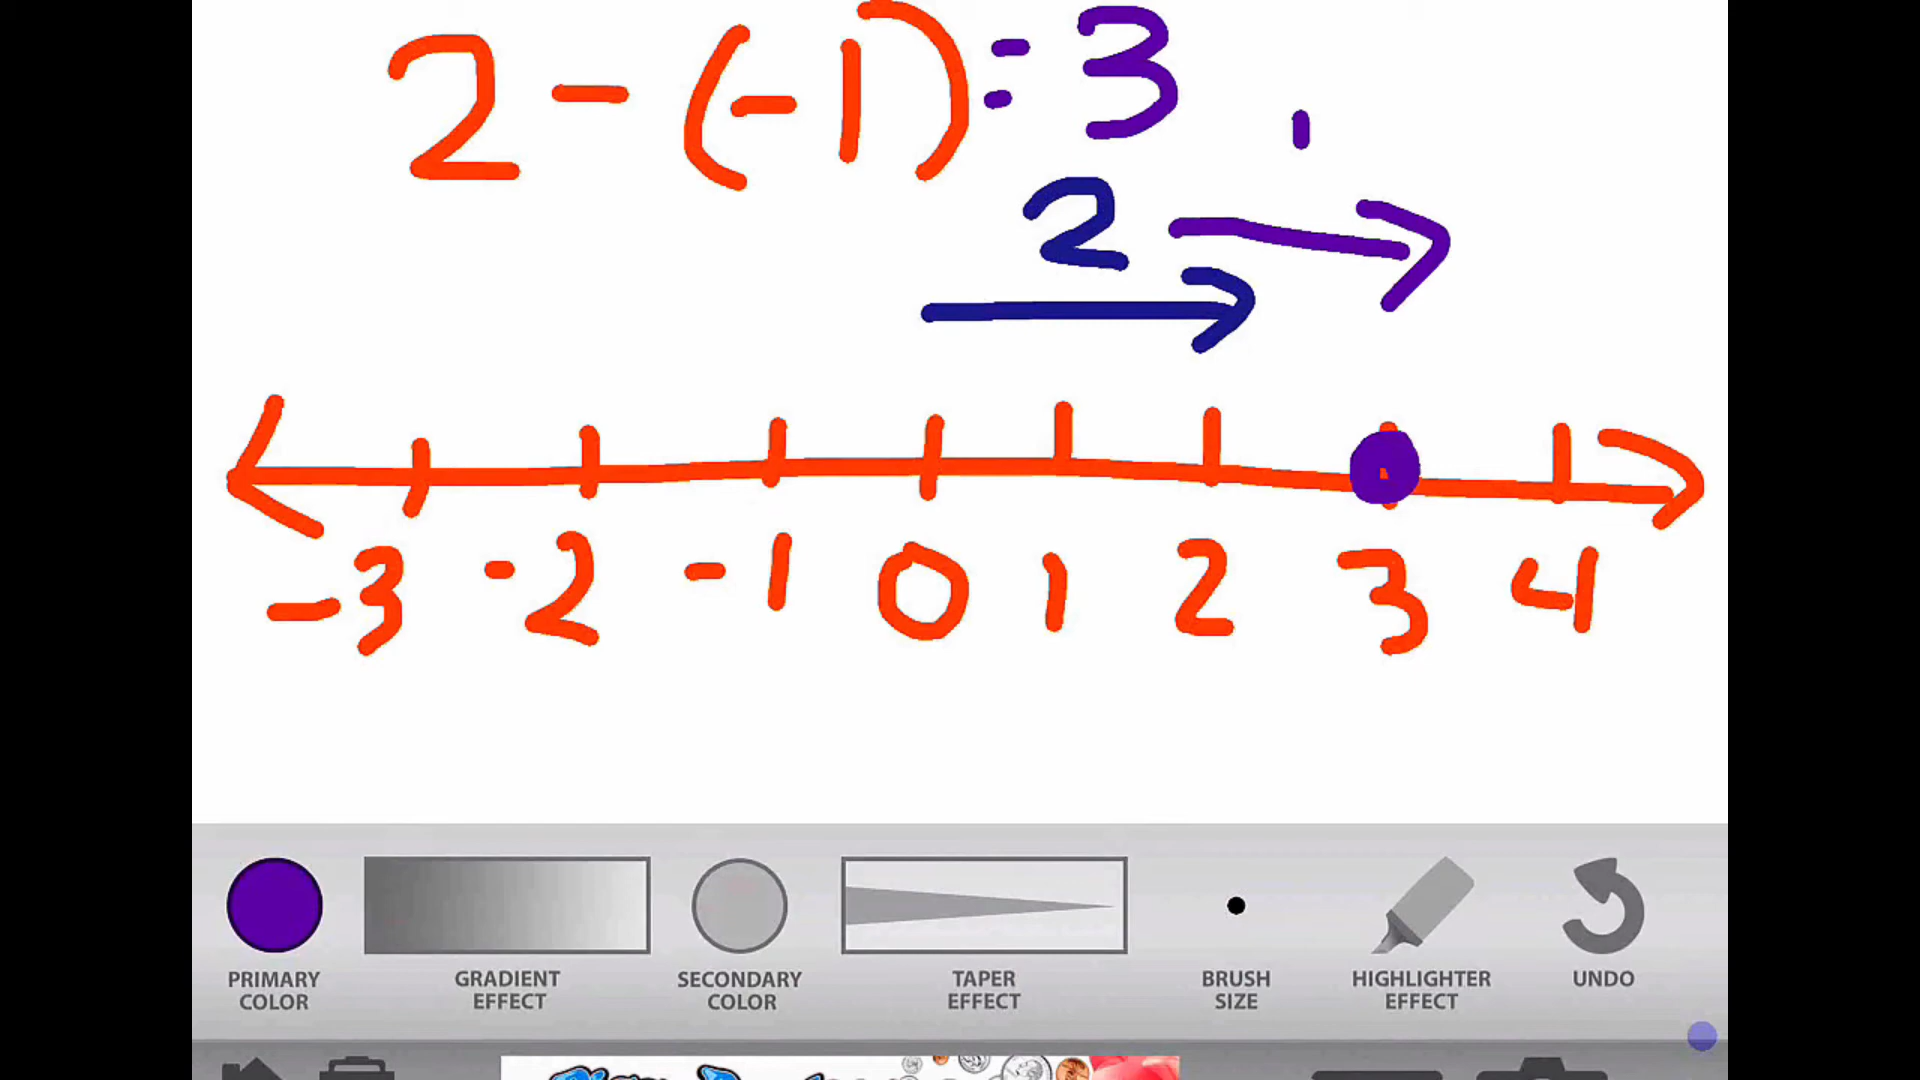 2 - (-1) = 3
1
2
-3 -2 -1 0 1 2 3 4
PRIMARY COLOR
GRADIENT EFFECT
SECONDARY COLOR
TAPER EFFECT
BRUSH SIZE
HIGHLIGHTER EFFECT
UNDO